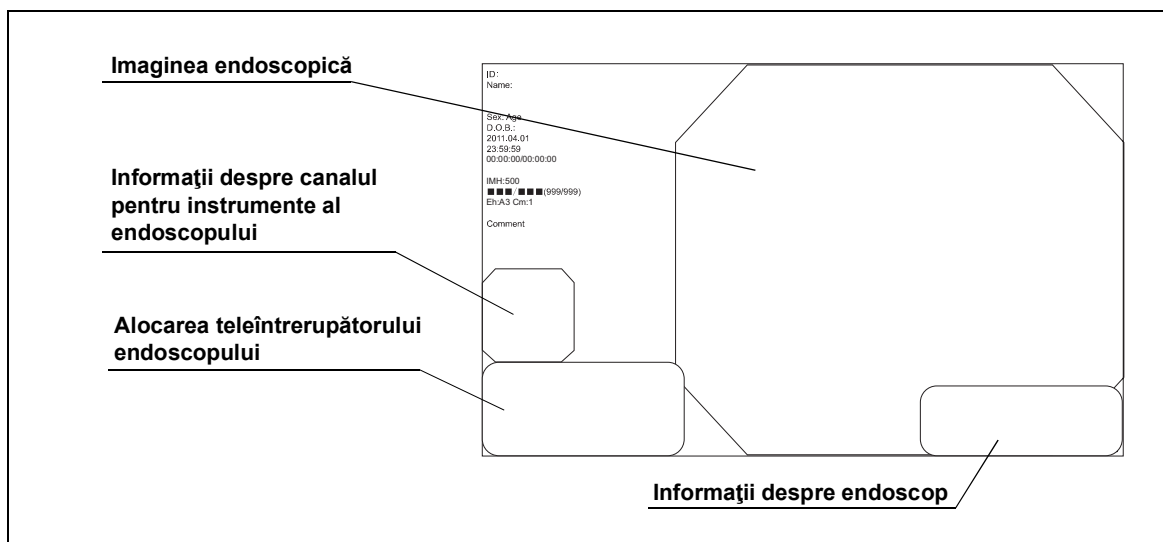 Imaginea endoscopică
Informaţii despre canalul
pentru instrumente al
endoscopului
Alocarea teleîntrerupătorului
endoscopului
ID:
Name:
Sex: Age
D.O.B.:
2011.04.01
23:59:59
00:00:00/00:00:00
IMH:500
■■■/■■■(999/999)
Eh:A3 Cm:1
Comment
Informaţii despre endoscop